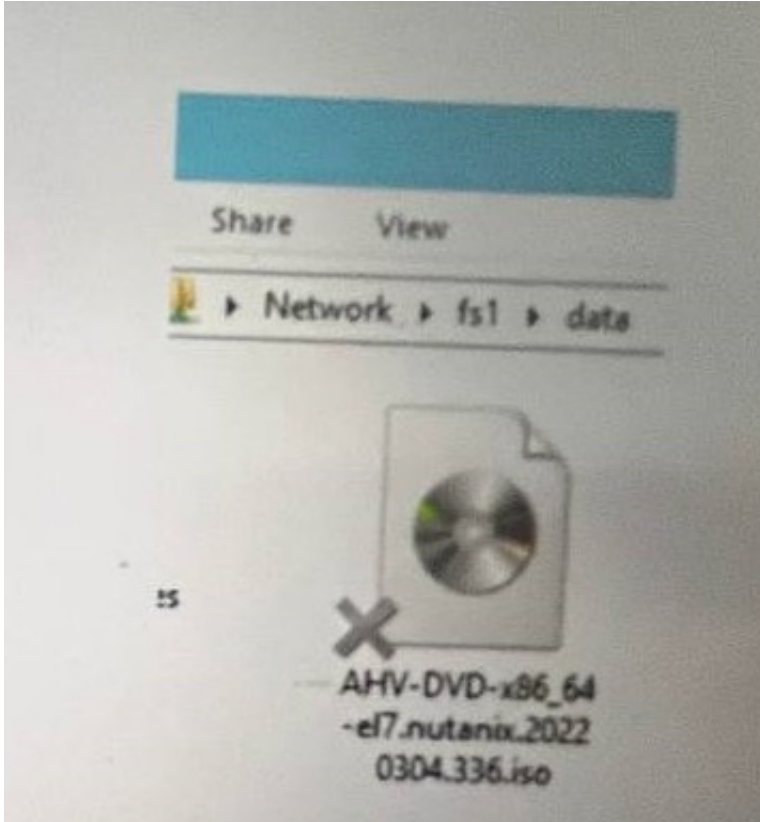 Share View
Network fs1 data
AHV-DVD-x86_64
-el7.nutanix.2022
0304.336.iso